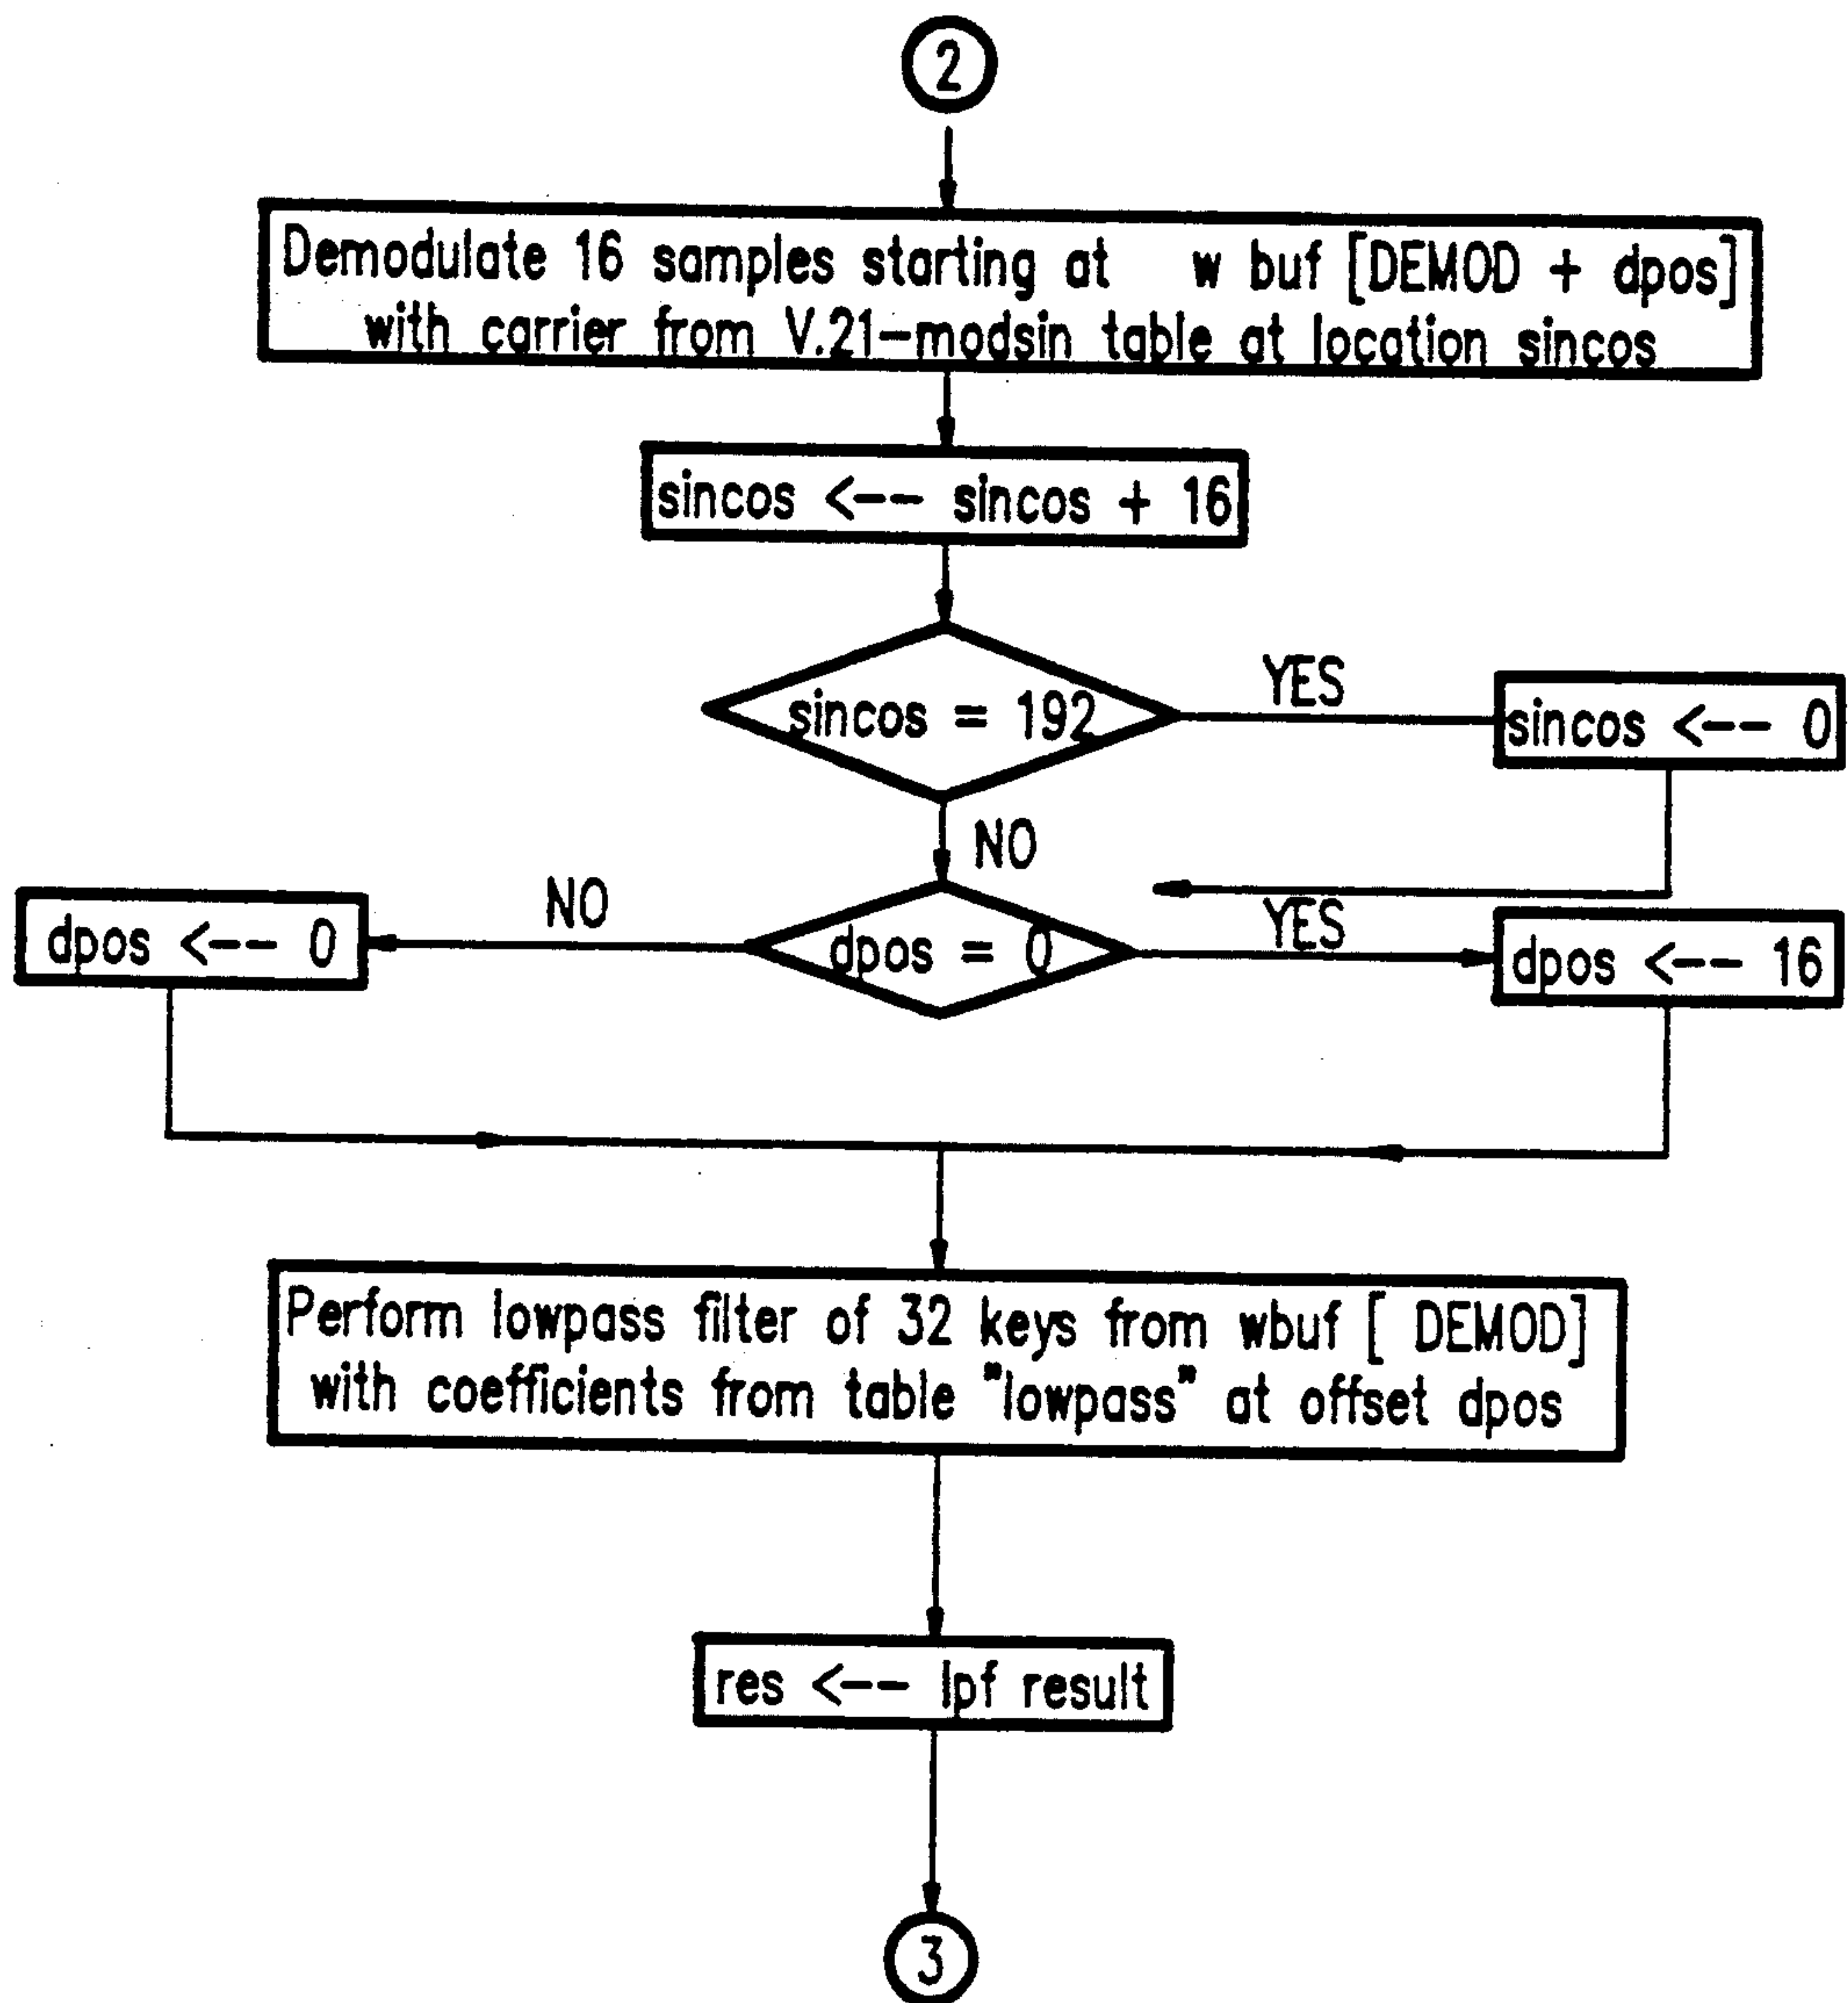 2
Demodulate 16 samples starting at w buf [DEMOD + dpos]
with carrier from V.21-modsin table at location sincos
sincos <-- sincos + 16
sincos = 192
YES
sincos <-- 0
NO
dpos = 0
NO
dpos <-- 0
YES
dpos <-- 16
Perform lowpass filter of 32 keys from wbuf [ DEMOD]
with coefficients from table "lowpass" at offset dpos
res <-- lpf result
3